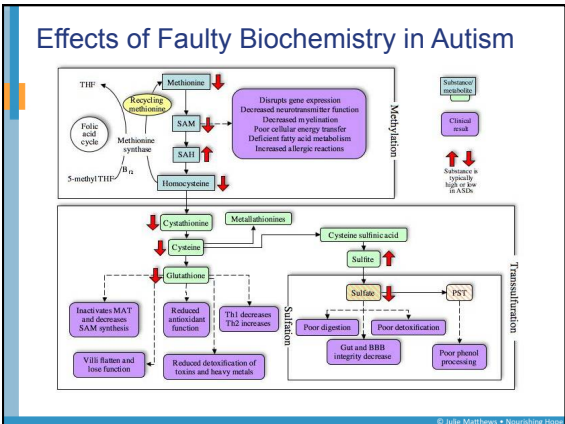 Effects of Faulty Biochemistry in Autism
THF
Methionine
Recycling
methionine
Folic
acid
cycle
Methionine
synthase
SAM
SAH
B12
5-methyl THF
Homocysteine
Disrupts gene expression
Decreased neurotransmitter function
Decreased myelination
Poor cellular energy transfer
Deficient fatty acid metabolism
Increased allergic reactions
Methylation
Substance/
metabolite
Clinical
result
Substance is
typically
high or low
in ASDs
Cystathionine
Metallathionines
Cysteine
Cysteine sulfinic acid
Sulfite
Glutathione
Sulfate
PST
Transsulfuration
Sulfation
Inactivates MAT
and decreases
SAM synthesis
Reduced
antioxidant
function
Th1 decreases
Th2 increases
Poor digestion
Poor detoxification
Villi flatten and
lose function
Reduced detoxification of
toxins and heavy metals
Gut and BBB
integrity decrease
Poor phenol
processing
© Julie Matthews • Nourishing Hope